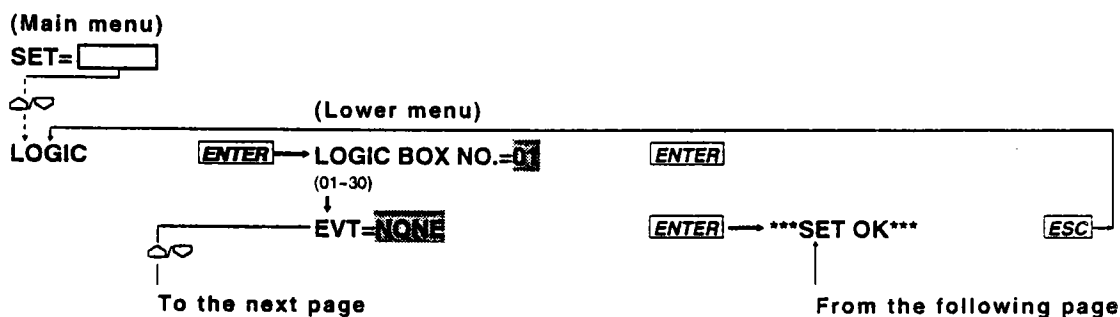 (Main menu)
SET=
(Lower menu)
LOGIC ENTER LOGIC BOX NO.=01 ENTER
(01-30)
EVT=NONE ENTER ***SET OK*** ESC
To the next page From the following page